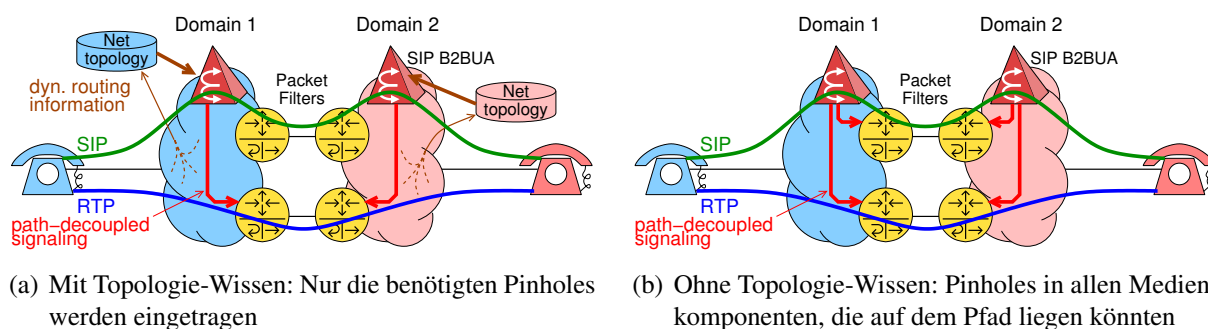 Domain 1
Domain 2
Net
topology
SIP B2BUA
dyn. routing
information
Packet
Filters
Net
topology
SIP
RTP
path-decoupled
signaling
(a) Mit Topologie-Wissen: Nur die benötigten Pinholes
werden eingetragen
Domain 1
Domain 2
SIP B2BUA
Packet
Filters
SIP
RTP
path-decoupled
signaling
(b) Ohne Topologie-Wissen: Pinholes in allen Medien
komponenten, die auf dem Pfad liegen könnten